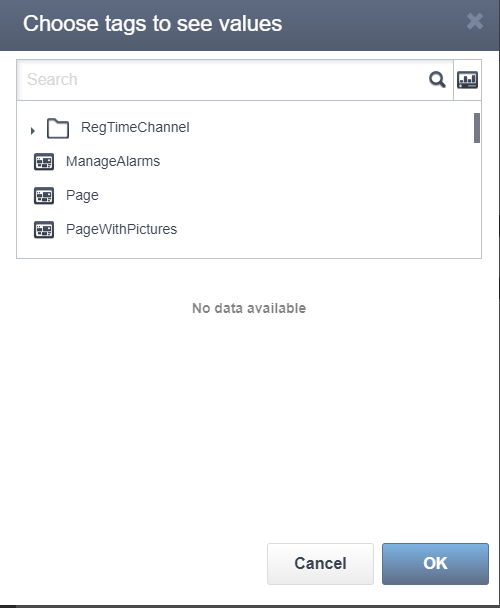 Choose tags to see values
Search
RegTimeChannel
ManageAlarms
Page
PageWithPictures
No data available
Cancel
OK